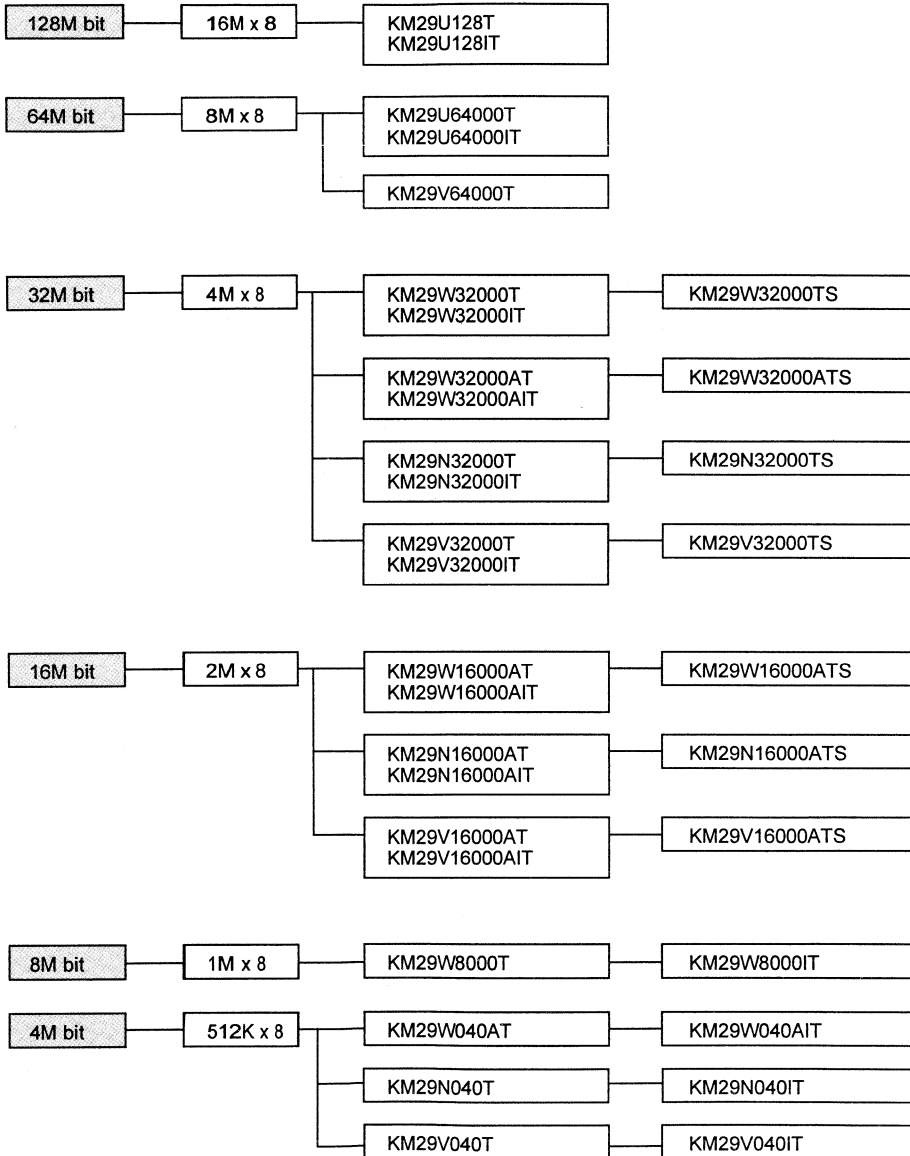 128M bit
16M x 8
KM29U128T
KM29U128IT
64M bit
8M x 8
KM29U64000T
KM29U64000IT
KM29V64000T
32M bit
4M x 8
KM29W32000T
KM29W32000IT
KM29W32000TS
KM29W32000AT
KM29W32000AIT
KM29W32000ATS
KM29N32000T
KM29N32000IT
KM29N32000TS
KM29V32000T
KM29V32000IT
KM29V32000TS
16M bit
2M x 8
KM29W16000AT
KM29W16000AIT
KM29W16000ATS
KM29N16000AT
KM29N16000AIT
KM29N16000ATS
KM29V16000AT
KM29V16000AIT
KM29V16000ATS
8M bit
1M x 8
KM29W8000T
KM29W8000IT
4M bit
512K x 8
KM29W040AT
KM29W040AIT
KM29N040T
KM29N040IT
KM29V040T
KM29V040IT